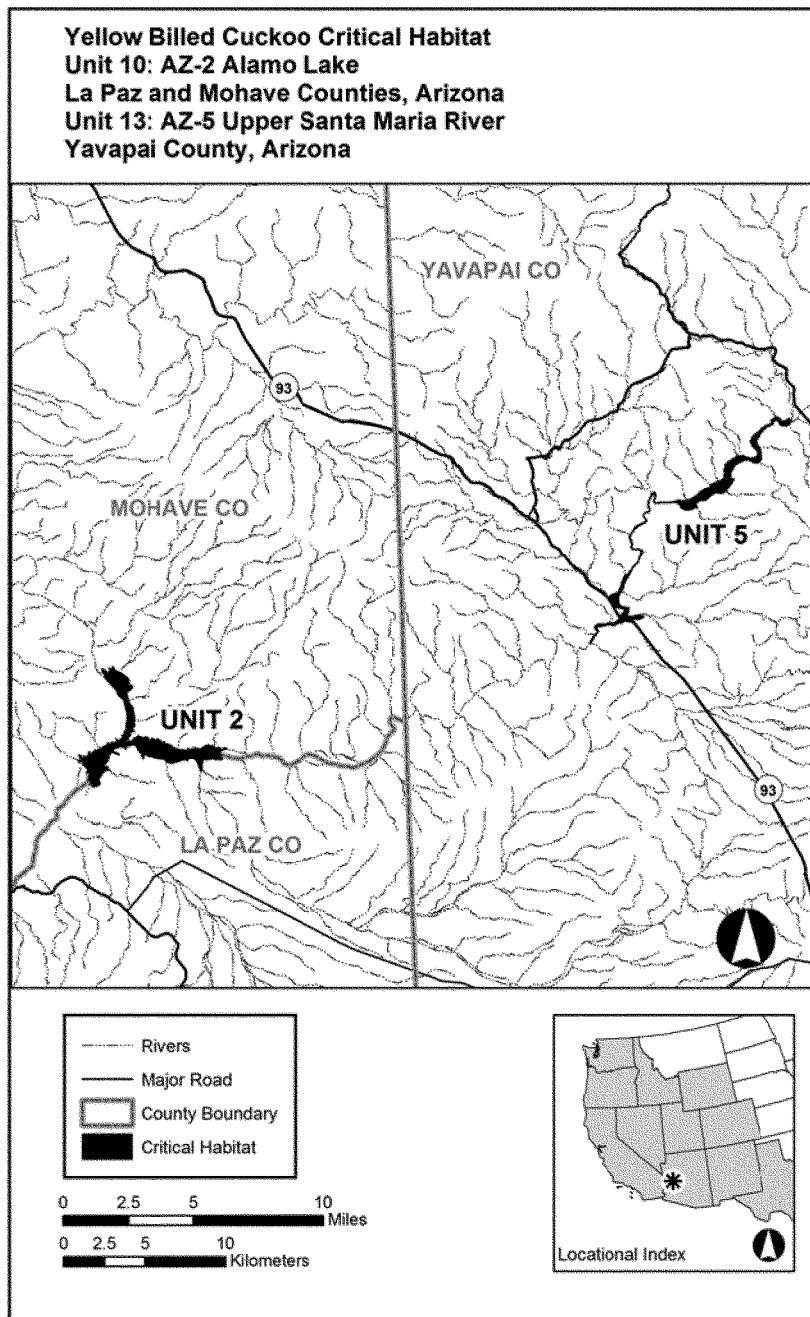 Yellow Billed Cuckoo Critical Habitat
Unit 10: AZ-2 Alamo Lake
La Paz and Mohave Counties, Arizona
Unit 13: AZ-5 Upper Santa Maria River
Yavapai County, Arizona
YAVAPAI CO
93
MOHAVE CO
UNIT 5
UNIT 2
93
LA PAZ CO
Rivers
Major Road
County Boundary
Critical Habitat
0 2.5 5 10
Miles
0 2.5 5 10
Kilometers
Locational Index